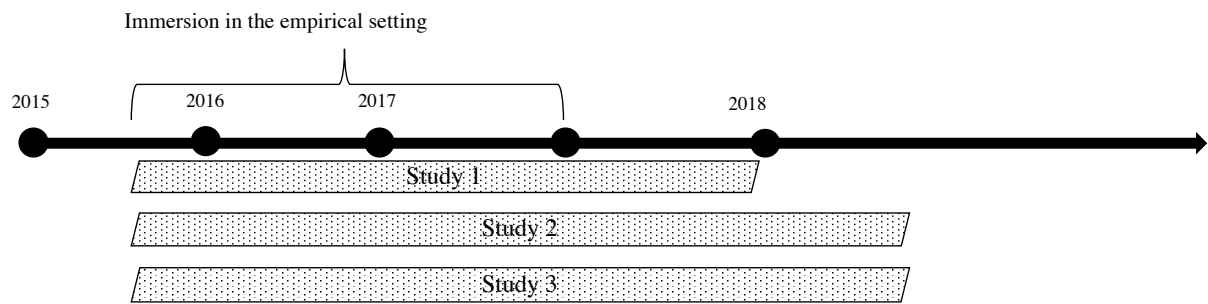 Immersion in the empirical setting
2015
2016
2017
2018
Study 1
Study 2
Study 3